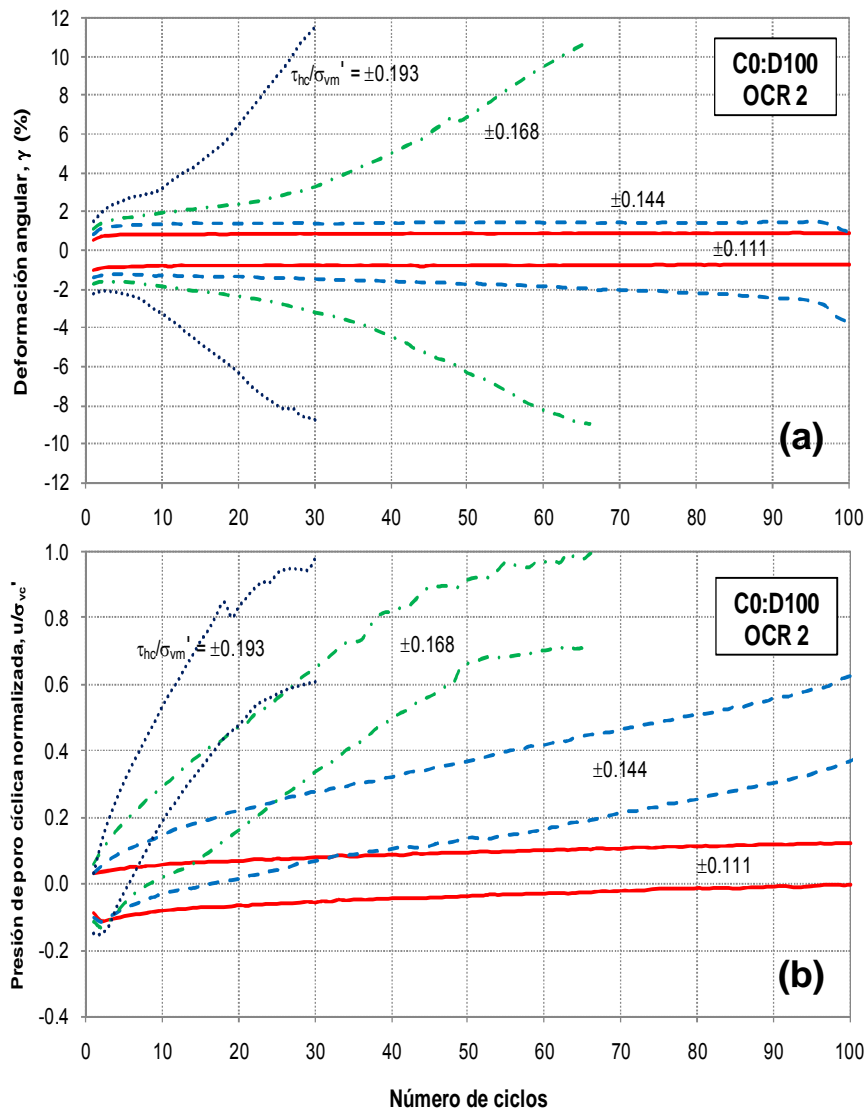 12
10
8
6
4
2
0
-2
-4
-6
-8
-10
-12
Deformación angular, γ (%)
τhc/σvm' = ±0.193
±0.168
±0.144
±0.111
C0:D100
OCR 2
(a)
0 10 20 30 40 50 60 70 80 90 100
1.0
0.8
0.6
0.4
0.2
0.0
-0.2
-0.4
Presión de poro cíclica normalizada, u/σvc'
τhc/σvm' = ±0.193
±0.168
±0.144
±0.111
C0:D100
OCR 2
(b)
0 10 20 30 40 50 60 70 80 90 100
Número de ciclos